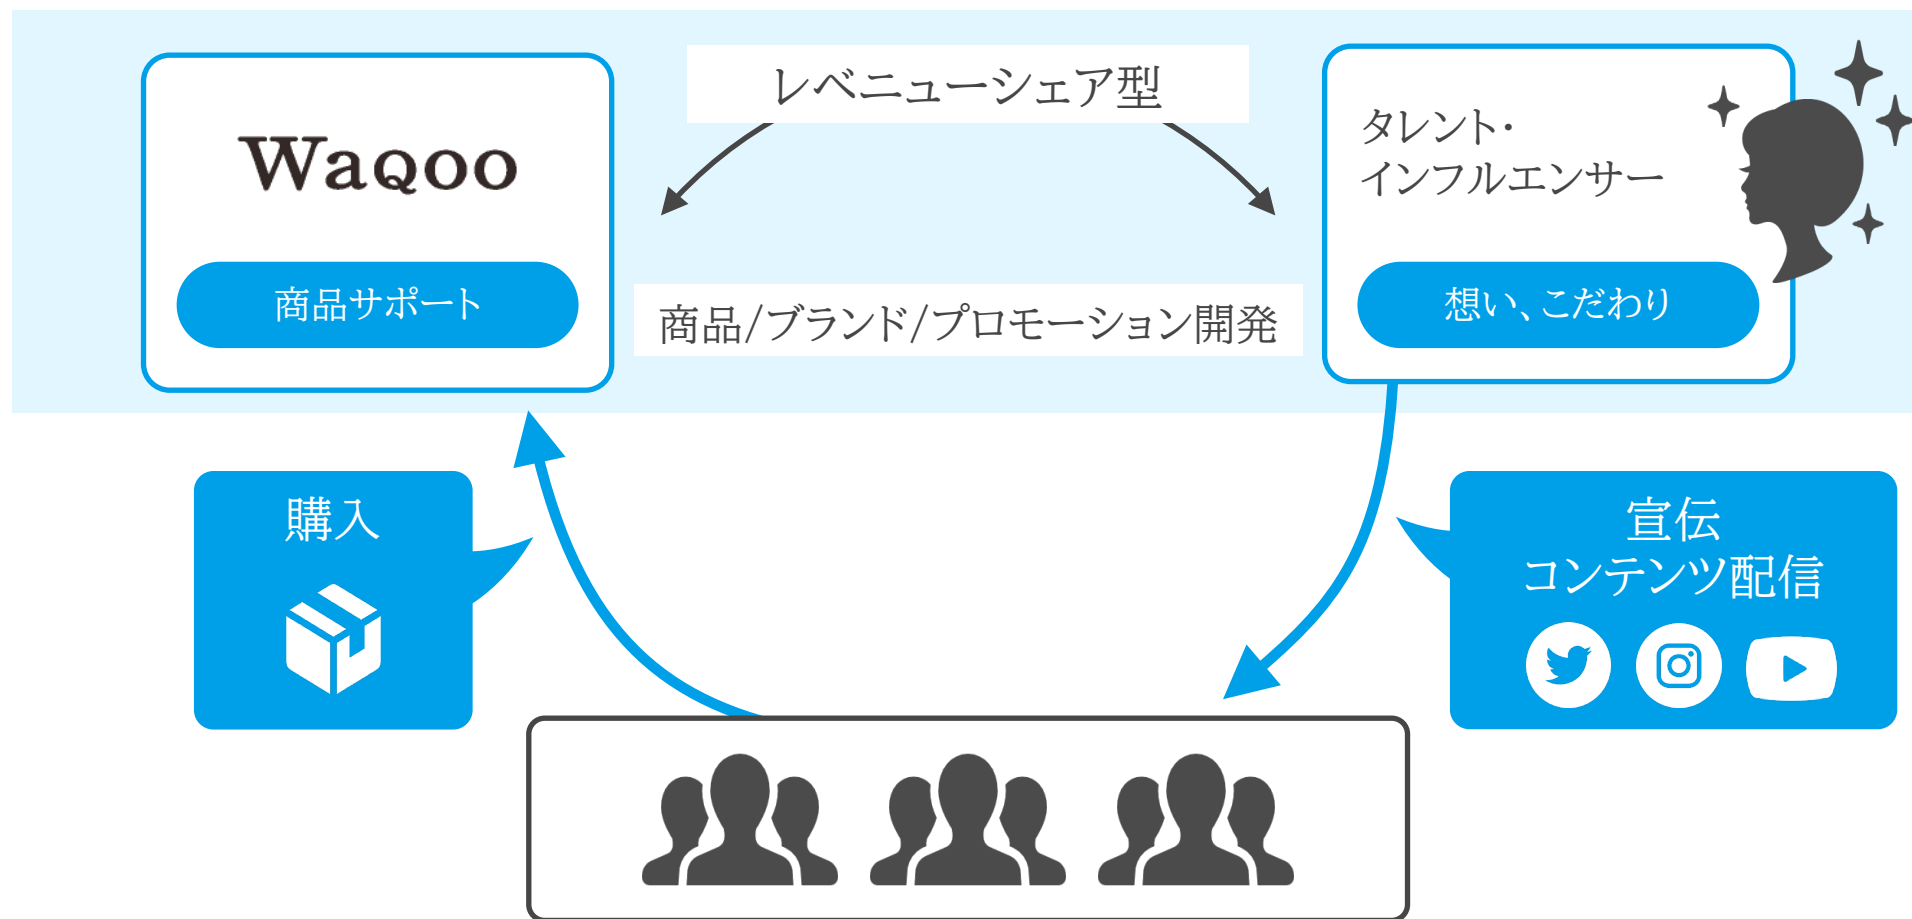 レベニューシェア型
Waqoo
商品サポート
タレント・
インフルエンサー
想い、こだわり
商品/ブランド/プロモーション開発
購入
宣伝
コンテンツ配信